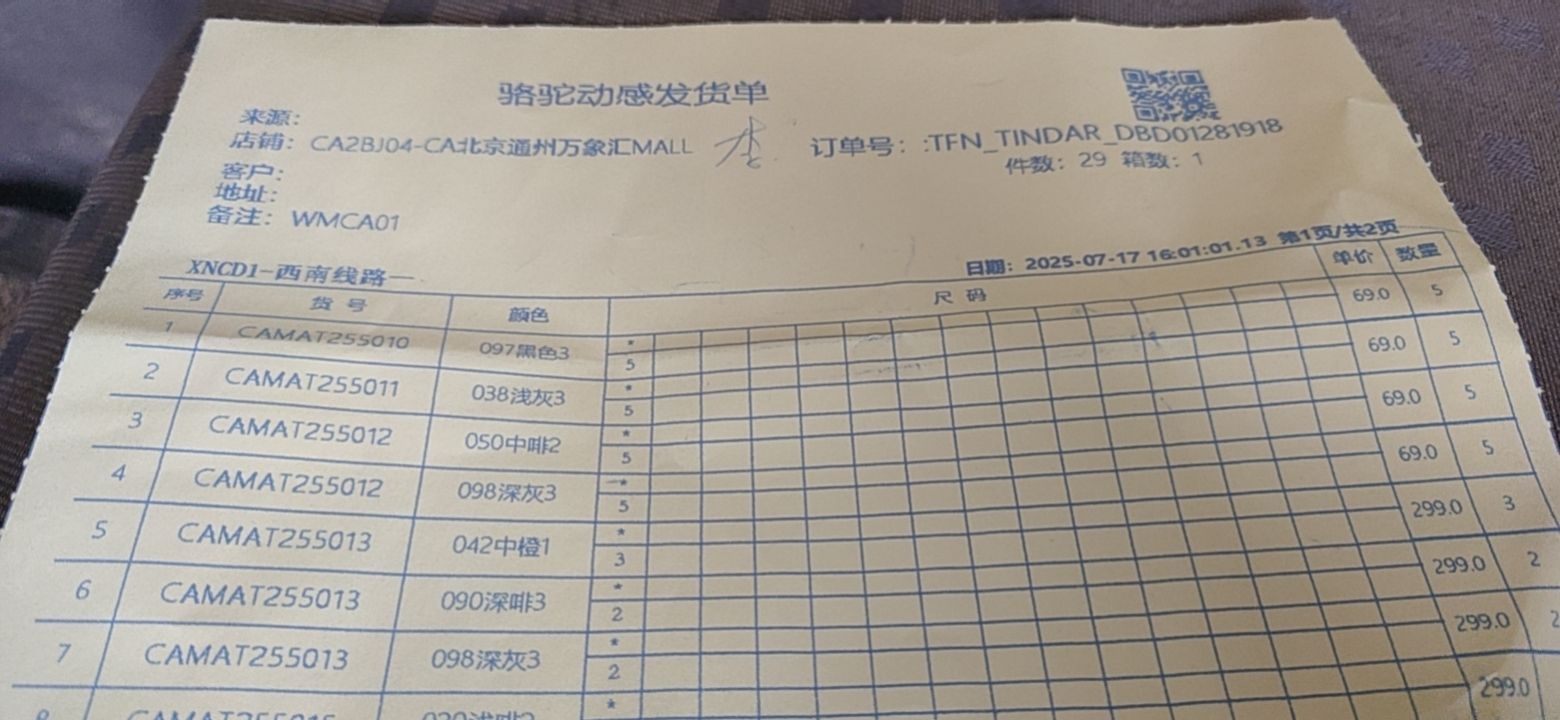 骆驼动感发货单
来源：
店铺：CA2BJ04-CA北京通州万象汇MALL 李 订单号：:TFN_TINDAR_DBD01281918
客户： 件数：29 箱数：1
地址：
备注：WMCA01
XNCD1-西南线路一 日期：2025-07-17 16:01:01.13 第1页/共2页
序号 货号 颜色 尺码 单价 数量
1 CAMAT255010 097黑色3 * 5 69.0 5
2 CAMAT255011 038浅灰3 * 5 69.0 5
3 CAMAT255012 050中啡2 * 5 69.0 5
4 CAMAT255012 098深灰3 * 5 69.0 5
5 CAMAT255013 042中橙1 * 3 299.0 3
6 CAMAT255013 090深啡3 * 2 299.0 2
7 CAMAT255013 098深灰3 * 2 299.0 2
* 299.0